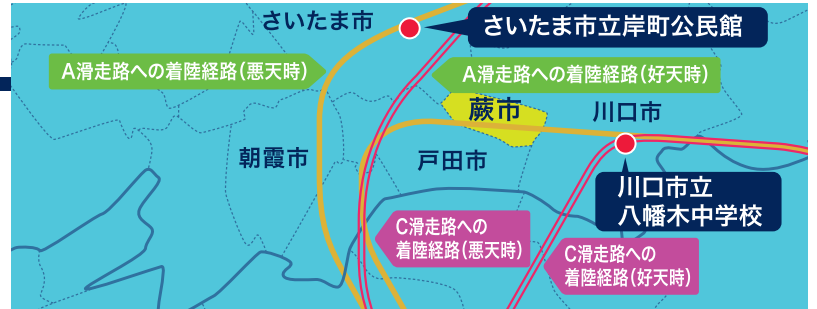 さいたま市
さいたま市立岸町公民館
A滑走路への着陸経路(悪天時)
A滑走路への着陸経路(好天時)
蕨市
川口市
朝霞市
戸田市
川口市立
八幡木中学校
C滑走路への
着陸経路(悪天時)
C滑走路への
着陸経路(好天時)